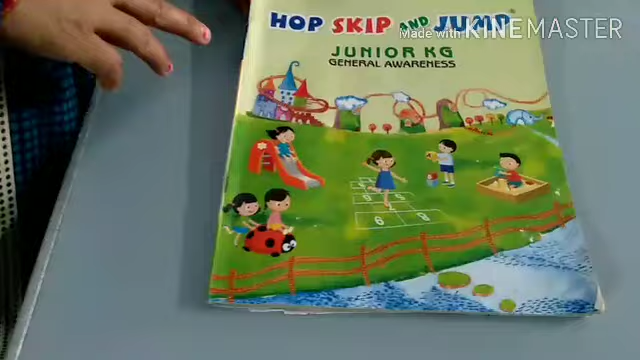 HOP SKIP AND JUMP
Made with KINEMASTER
JUNIOR KG
GENERAL AWARENESS